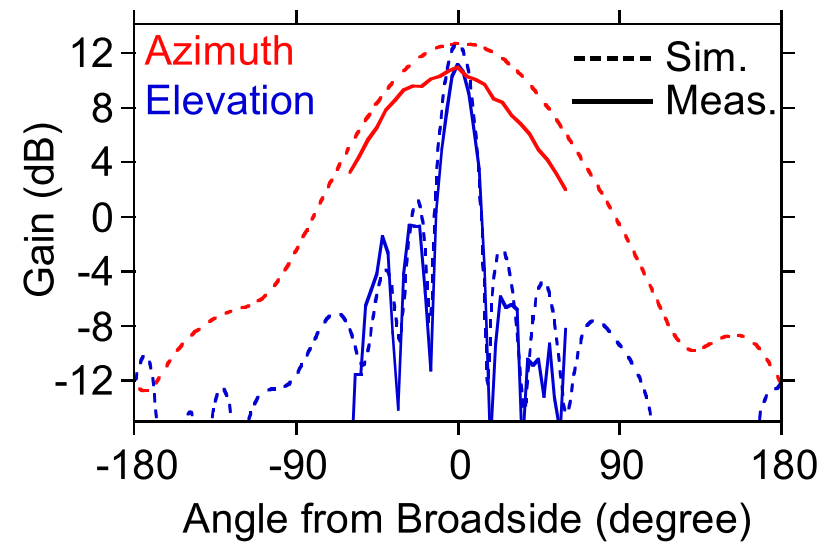 Azimuth
Elevation
Sim.
Meas.
12
8
4
0
-4
-8
-12
Gain (dB)
-180 -90 0 90 180
Angle from Broadside (degree)